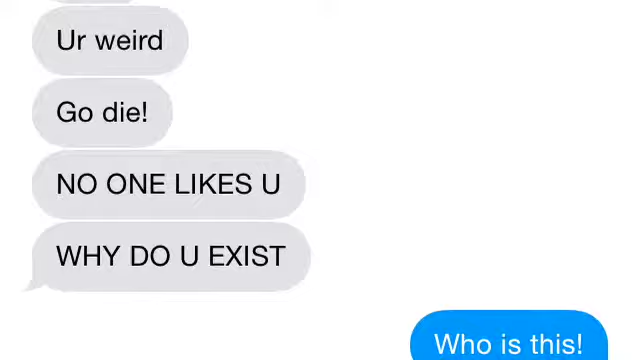 Ur weird
Go die!
NO ONE LIKES U
WHY DO U EXIST
Who is this!